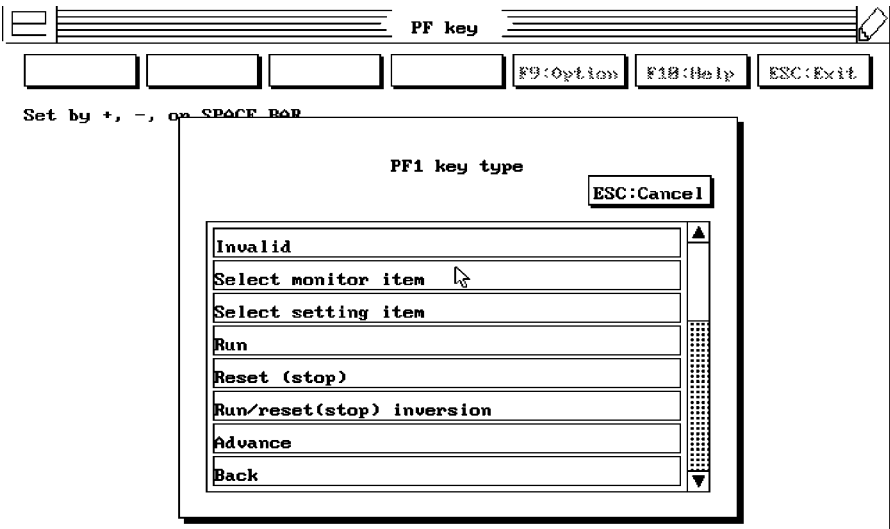 PF key
F9:Option F10:Help ESC:Exit
Set by +, -, or SPACE BAR
PF1 key type
ESC:Cancel
Invalid
Select monitor item
Select setting item
Run
Reset (stop)
Run/reset(stop) inversion
Advance
Back